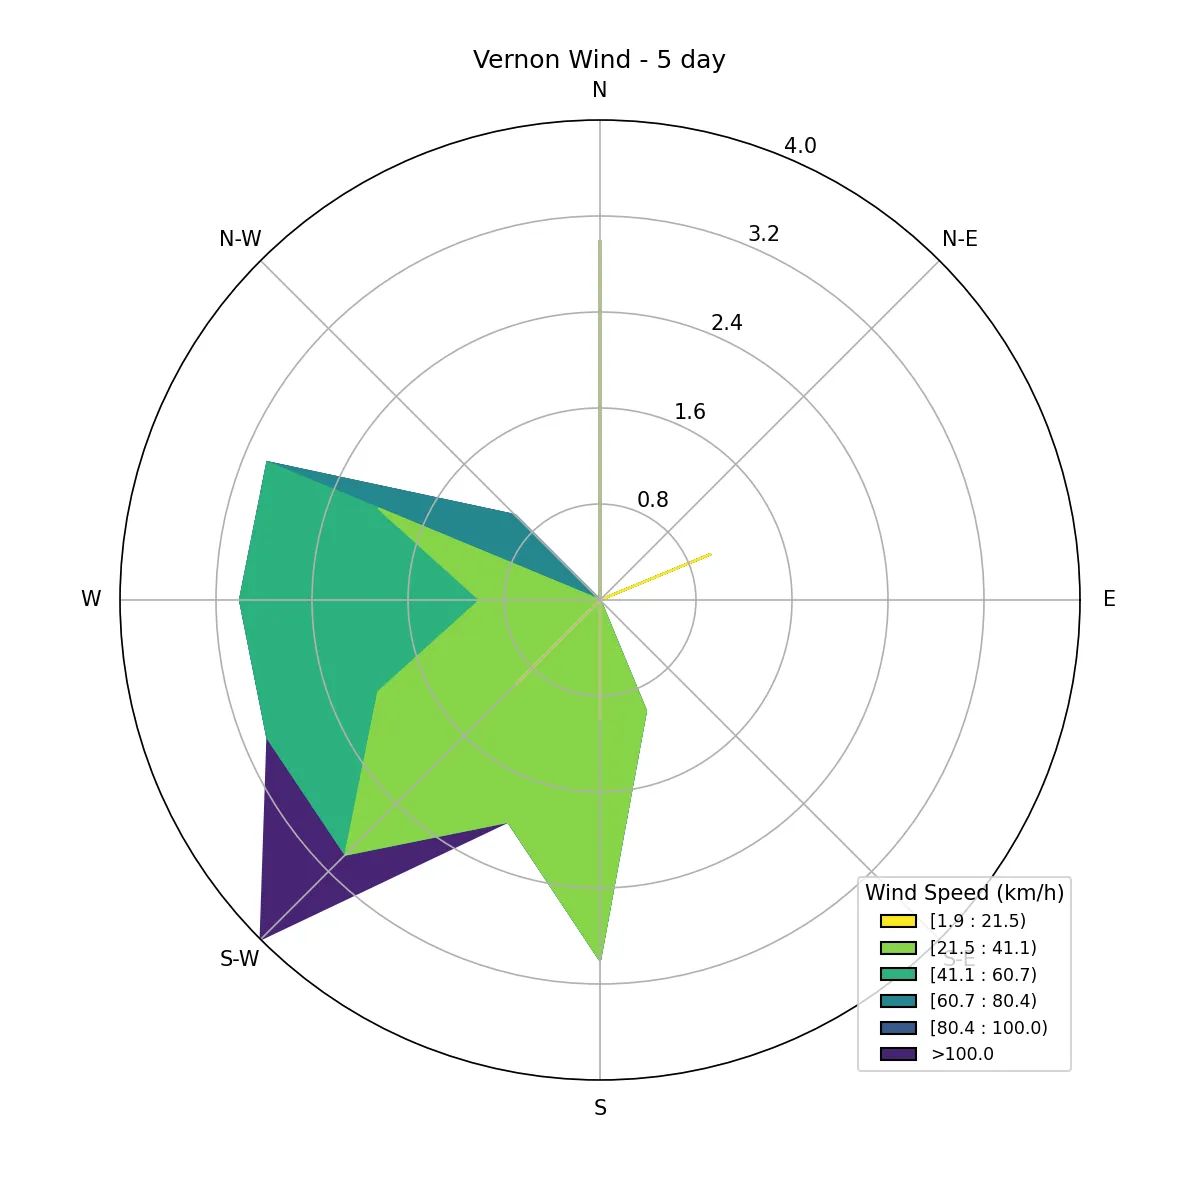 Vernon Wind - 5 day
N
4.0
N-W
3.2
N-E
2.4
1.6
0.8
W
E
S-W
S-E
S
Wind Speed (km/h)
[1.9 : 21.5)
[21.5 : 41.1)
[41.1 : 60.7)
[60.7 : 80.4)
[80.4 : 100.0)
>100.0